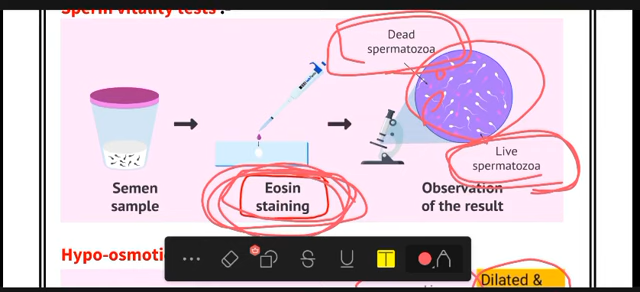 Sperm vitality tests :-
Dead
spermatozoa
Live
spermatozoa
Semen
sample
Eosin
staining
Observation
of the result
Hypo-osmoti
T
Dilated &